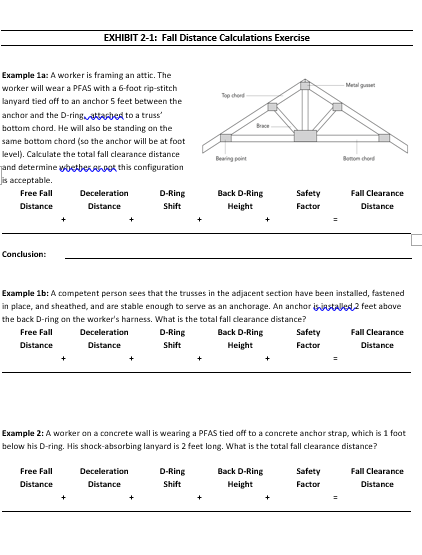 EXHIBIT 2-1: Fall Distance Calculations Exercise
Example 1a: A worker is framing an attic. The
worker will wear a PFAS with a 6-foot rip-stitch
lanyard tied off to an anchor 5 feet between the
anchor and the D-ring, attached to a truss’
bottom chord. He will also be standing on the
same bottom chord (so the anchor will be at foot
level). Calculate the total fall clearance distance
and determine whether or not this configuration
is acceptable.
Top chord
Metal gusset
Brace
Bearing point
Bottom chord
Free Fall Deceleration D-Ring Back D-Ring Safety Fall Clearance
Distance Distance Shift Height Factor Distance
+ + + + =
Conclusion:
Example 1b: A competent person sees that the trusses in the adjacent section have been installed, fastened
in place, and sheathed, and are stable enough to serve as an anchorage. An anchor is installed 2 feet above
the back D-ring on the worker's harness. What is the total fall clearance distance?
Free Fall Deceleration D-Ring Back D-Ring Safety Fall Clearance
Distance Distance Shift Height Factor Distance
+ + + + =
Example 2: A worker on a concrete wall is wearing a PFAS tied off to a concrete anchor strap, which is 1 foot
below his D-ring. His shock-absorbing lanyard is 2 feet long. What is the total fall clearance distance?
Free Fall Deceleration D-Ring Back D-Ring Safety Fall Clearance
Distance Distance Shift Height Factor Distance
+ + + + =